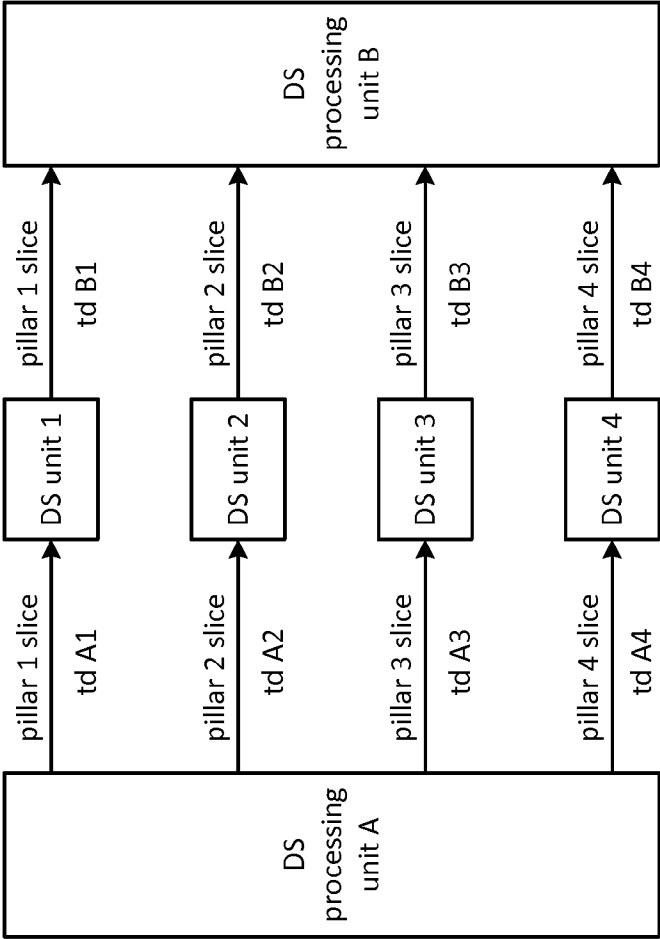 DS
processing
unit A
pillar 1 slice
td A1
DS unit 1
pillar 1 slice
td B1
pillar 2 slice
td A2
DS unit 2
pillar 2 slice
td B2
pillar 3 slice
td A3
DS unit 3
pillar 3 slice
td B3
pillar 4 slice
td A4
DS unit 4
pillar 4 slice
td B4
DS
processing
unit B